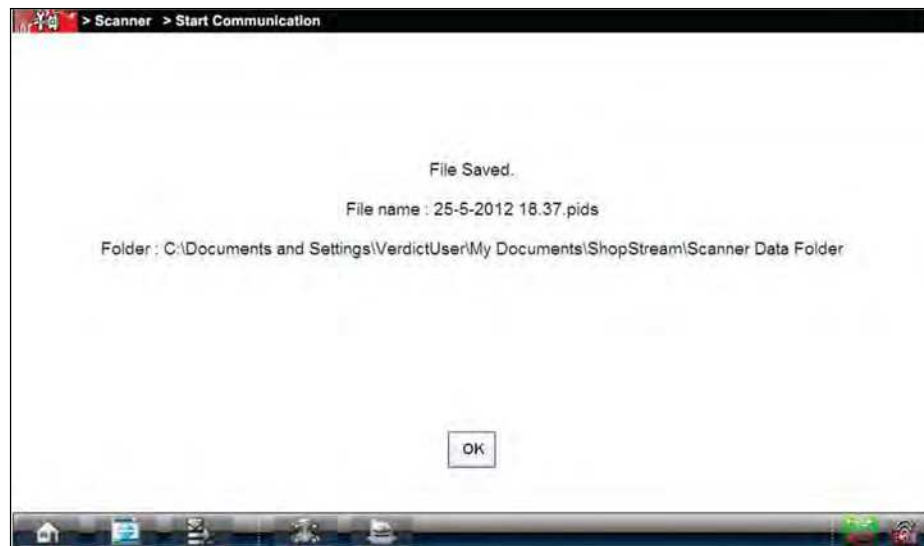 > Scanner > Start Communication
File Saved.
File name : 25-5-2012 18.37.pids
Folder : C:\Documents and Settings\VerdictUser\My Documents\ShopStream\Scanner Data Folder
OK